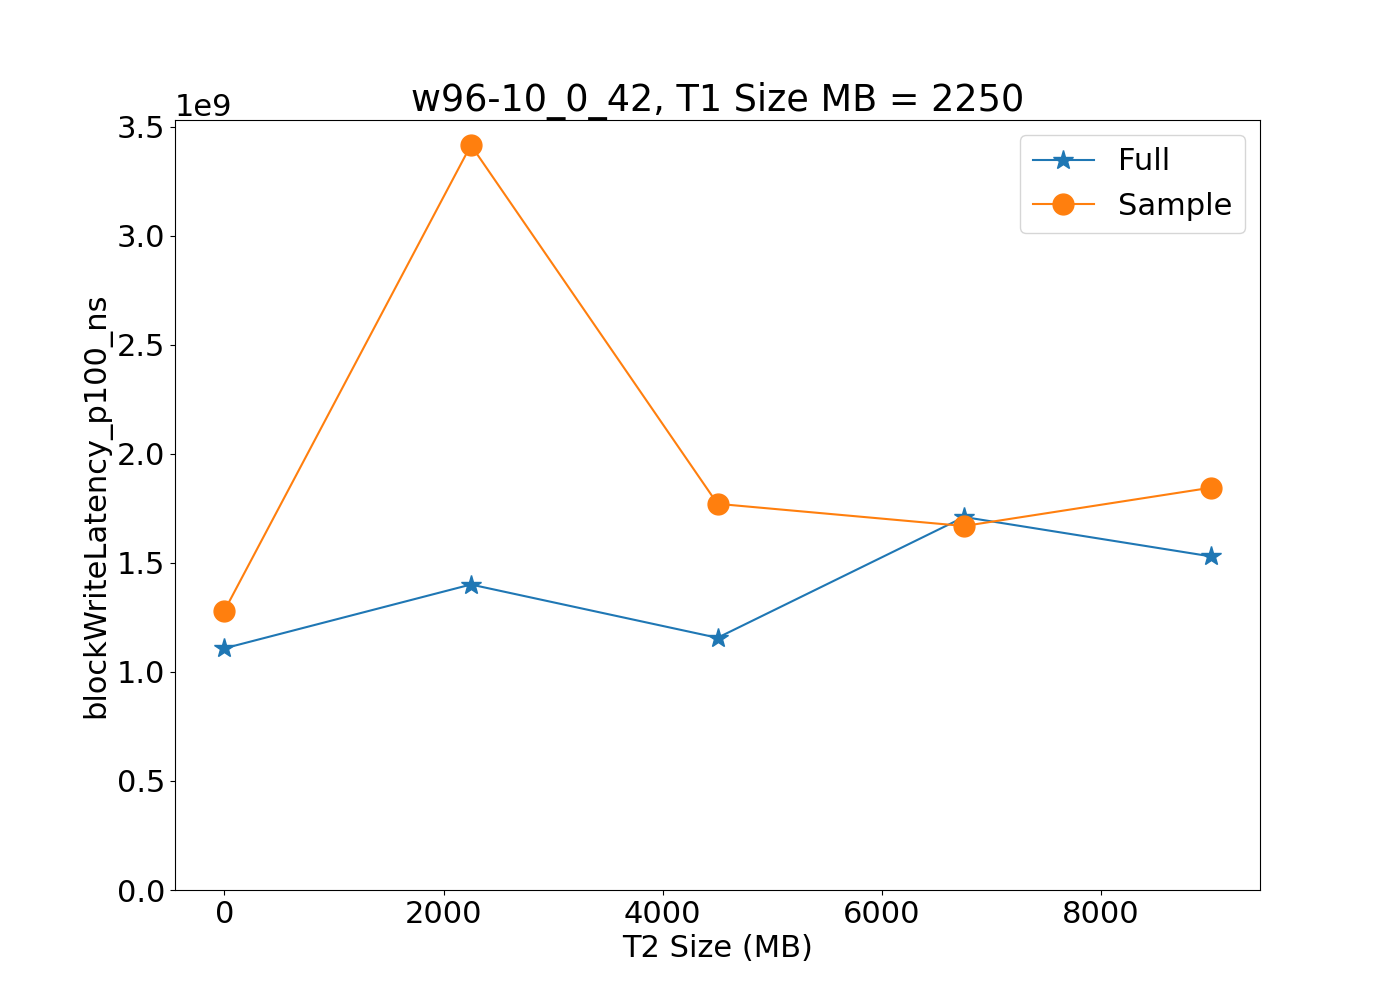 w96-10_0_42, T1 Size MB = 2250
1e9
3.5
3.0
2.5
2.0
1.5
1.0
0.5
0.0
blockWriteLatency_p100_ns
Full
Sample
0 2000 4000 6000 8000
T2 Size (MB)